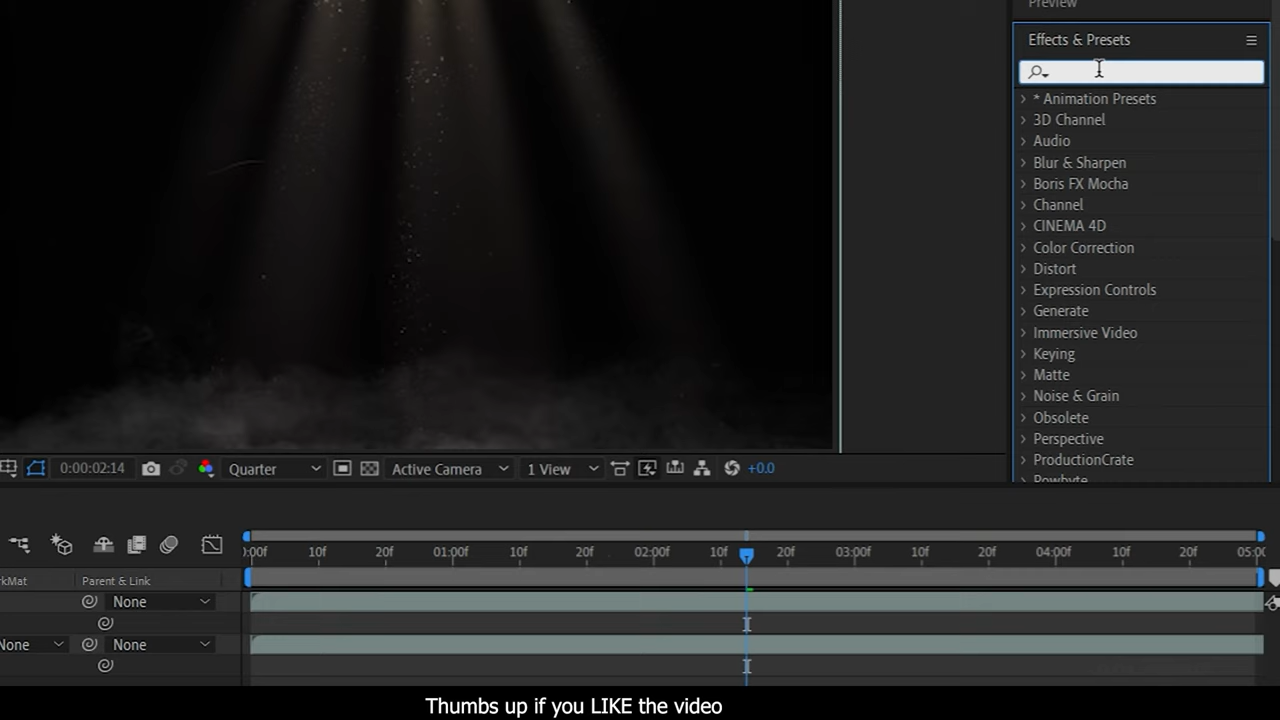 Preview
Effects & Presets
* Animation Presets
3D Channel
Audio
Blur & Sharpen
Boris FX Mocha
Channel
CINEMA 4D
Color Correction
Distort
Expression Controls
Generate
Immersive Video
Keying
Matte
Noise & Grain
Obsolete
Perspective
ProductionCrate
Powbyte
0:00:02:14 Quarter Active Camera 1 View +0.0
):00f 10f 20f 01:00f 10f 20f 02:00f 10f 20f 03:00f 10f 20f 04:00f 10f 20f 05:0
kMat Parent & Link
None
None None
Thumbs up if you LIKE the video